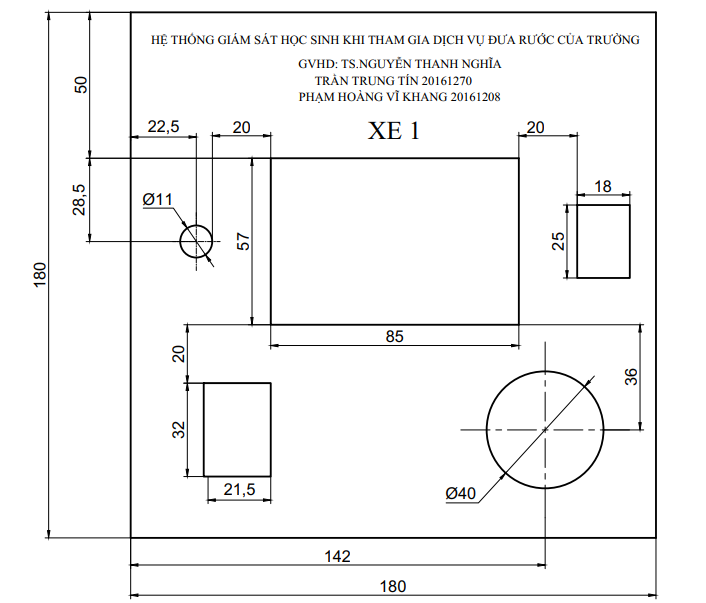 HỆ THỐNG GIÁM SÁT HỌC SINH KHI THAM GIA DỊCH VỤ ĐƯA RƯỚC CỦA TRƯỜNG
GVHD: TS.NGUYỄN THANH NGHĨA
TRẦN TRUNG TÍN 20161270
PHẠM HOÀNG VĨ KHANG 20161208
XE 1
50
22,5
20
20
18
28,5
Ø11
57
25
180
85
20
36
32
21,5
Ø40
142
180